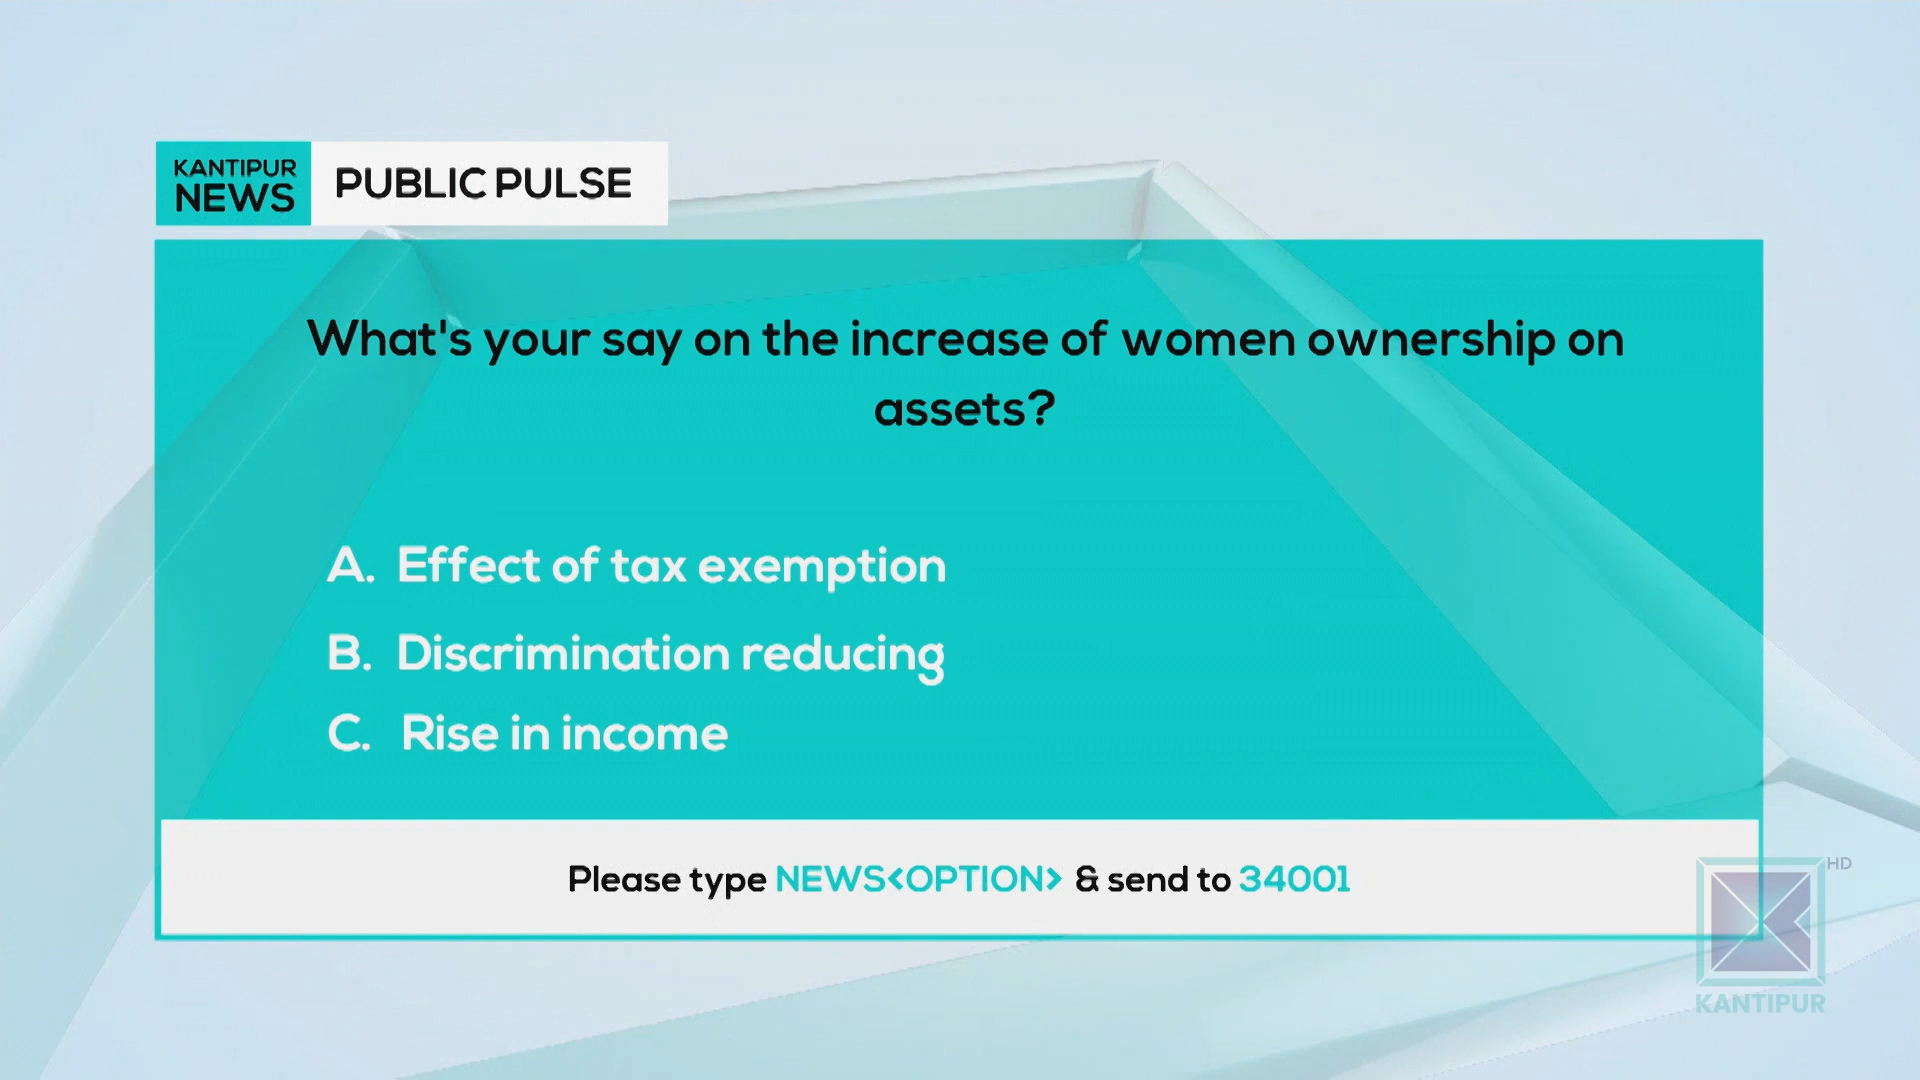 KANTIPUR
NEWS
PUBLIC PULSE
What's your say on the increase of women ownership on
assets?
A. Effect of tax exemption
B. Discrimination reducing
C. Rise in income
Please type NEWS<OPTION> & send to 34001
HD
KANTIPUR